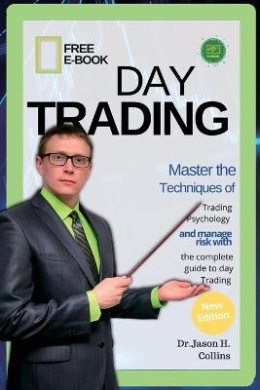 FREE
E-BOOK
DAY
TRADING
Master the
Techniques of
Trading
Psychology
and manage
risk with
the complete
guide to day
Trading
New
Edition
Dr.Jason H.
Collins